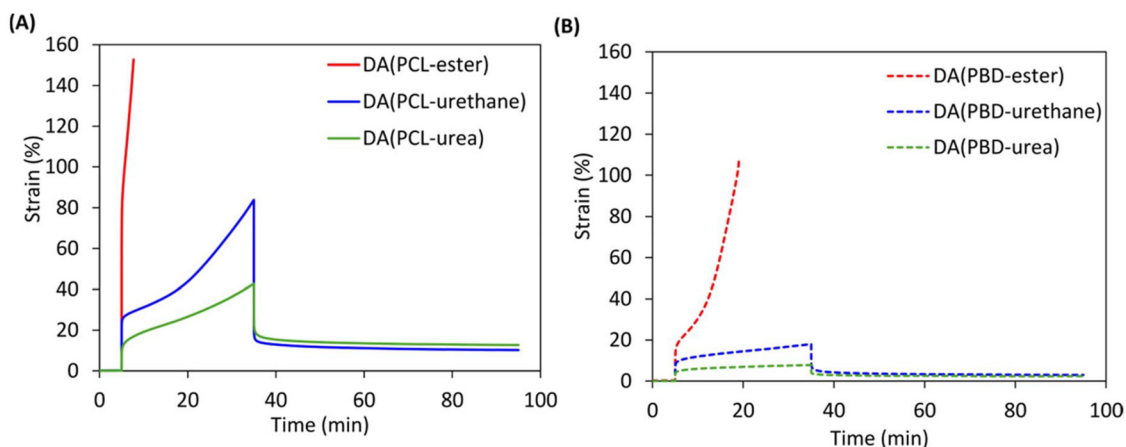 (A)
160
140
120
100
80
60
40
20
0
Strain (%)
DA(PCL-ester)
DA(PCL-urethane)
DA(PCL-urea)
0 20 40 60 80 100
Time (min)
(B)
160
140
120
100
80
60
40
20
0
Strain (%)
DA(PBD-ester)
DA(PBD-urethane)
DA(PBD-urea)
0 20 40 60 80 100
Time (min)